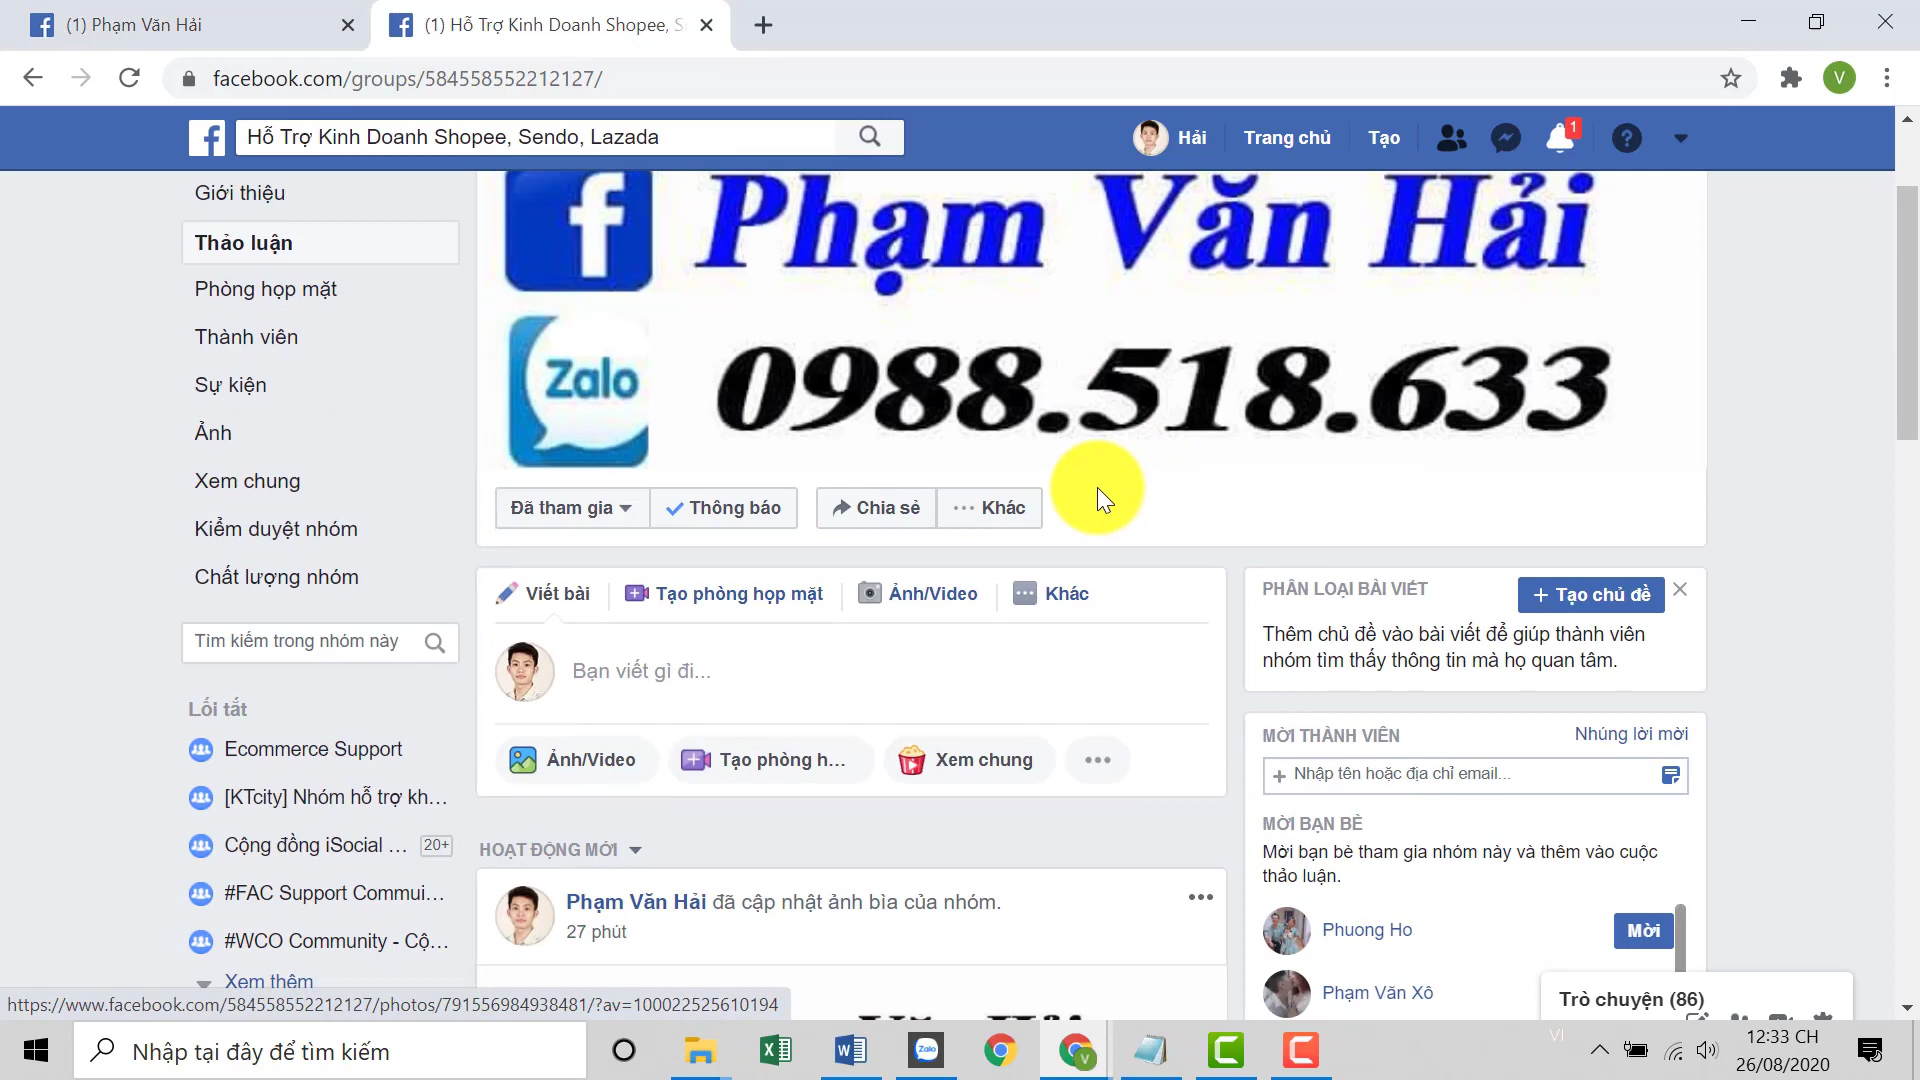 (1) Phạm Văn Hải
(1) Hỗ Trợ Kinh Doanh Shopee, S
V
facebook.com/groups/584558552212127/
Hỗ Trợ Kinh Doanh Shopee, Sendo, Lazada
Hải
Trang chủ
Tạo
1
Giới thiệu
Thảo luận
Phòng họp mặt
Thành viên
Sự kiện
Ảnh
Xem chung
Kiểm duyệt nhóm
Chất lượng nhóm
Tìm kiếm trong nhóm này
Lối tắt
Ecommerce Support
[KTcity] Nhóm hỗ trợ kh...
Cộng đồng iSocial ... 20+
#FAC Support Commui...
#WCO Community - Cộ...
Xem thêm
Phạm Văn Hải
Zalo
0988.518.633
Đã tham gia
Thông báo
Chia sẻ
Khác
Viết bài
Tạo phòng họp mặt
Ảnh/Video
Khác
Bạn viết gì đi...
Ảnh/Video
Tạo phòng h...
Xem chung
HOẠT ĐỘNG MỚI
Phạm Văn Hải đã cập nhật ảnh bìa của nhóm.
27 phút
PHÂN LOẠI BÀI VIẾT
+ Tạo chủ đề
Thêm chủ đề vào bài viết để giúp thành viên
nhóm tìm thấy thông tin mà họ quan tâm.
MỜI THÀNH VIÊN
Nhúng lời mời
+ Nhập tên hoặc địa chỉ email...
MỜI BẠN BÈ
Mời bạn bè tham gia nhóm này và thêm vào cuộc
thảo luận.
Phuong Ho
Mời
Phạm Văn Xô
Trò chuyện (86)
https://www.facebook.com/584558552212127/photos/791556984938481/?av=100022525610194
Nhập tại đây để tìm kiếm
Zalo
V
VI
12:33 CH
26/08/2020